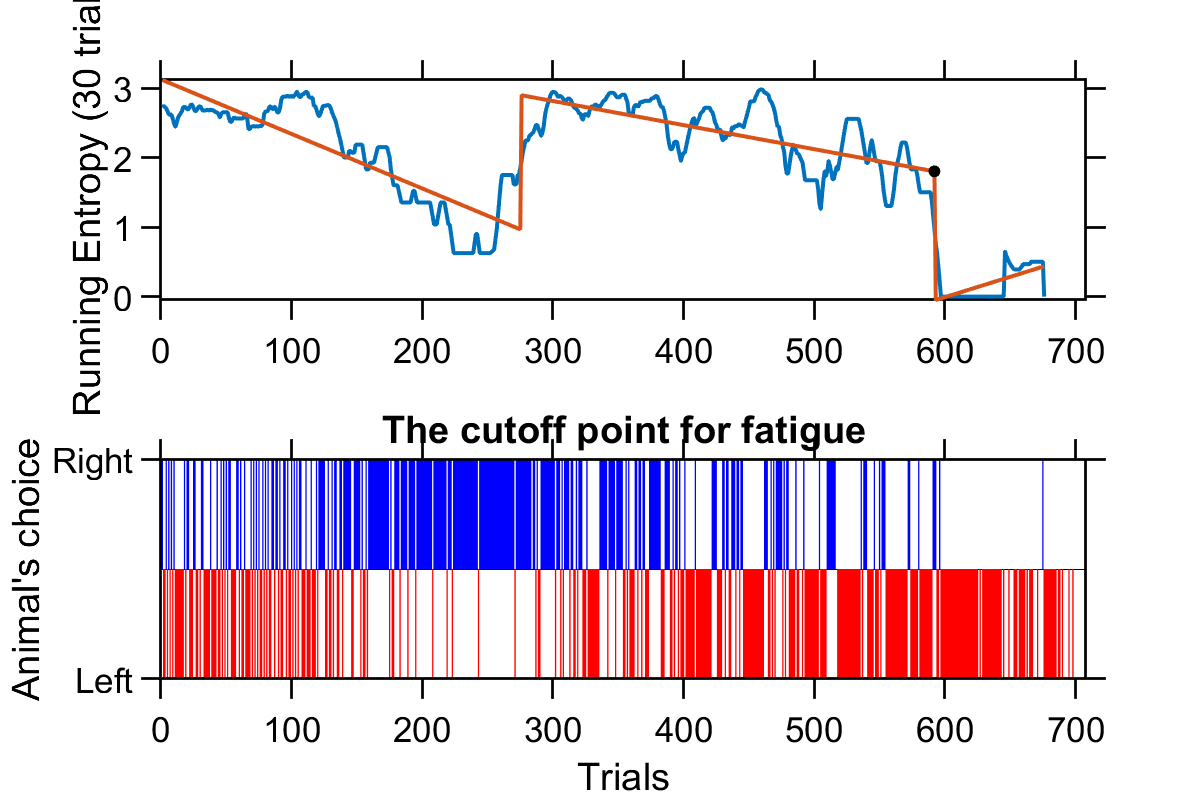 Running Entropy (30 trial
3
2
1
0
0 100 200 300 400 500 600 700
The cutoff point for fatigue
Animal's choice
Right
Left
0 100 200 300 400 500 600 700
Trials